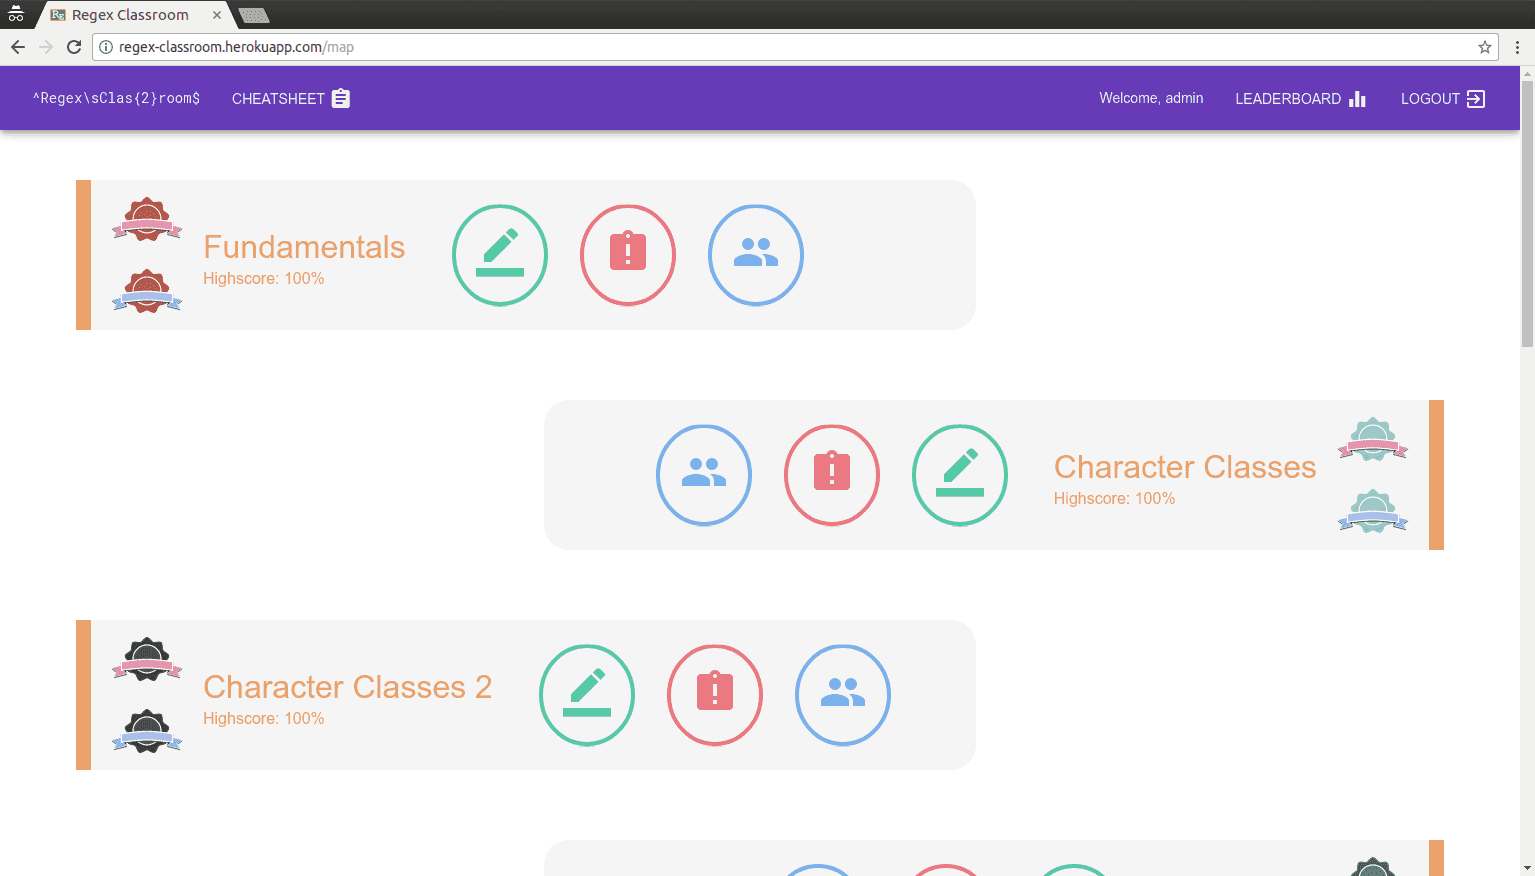 Regex Classroom
regex-classroom.herokuapp.com/map
^Regex\sClas{2}room$ CHEATSHEET Welcome, admin LEADERBOARD LOGOUT
Fundamentals
Highscore: 100%
Character Classes
Highscore: 100%
Character Classes 2
Highscore: 100%